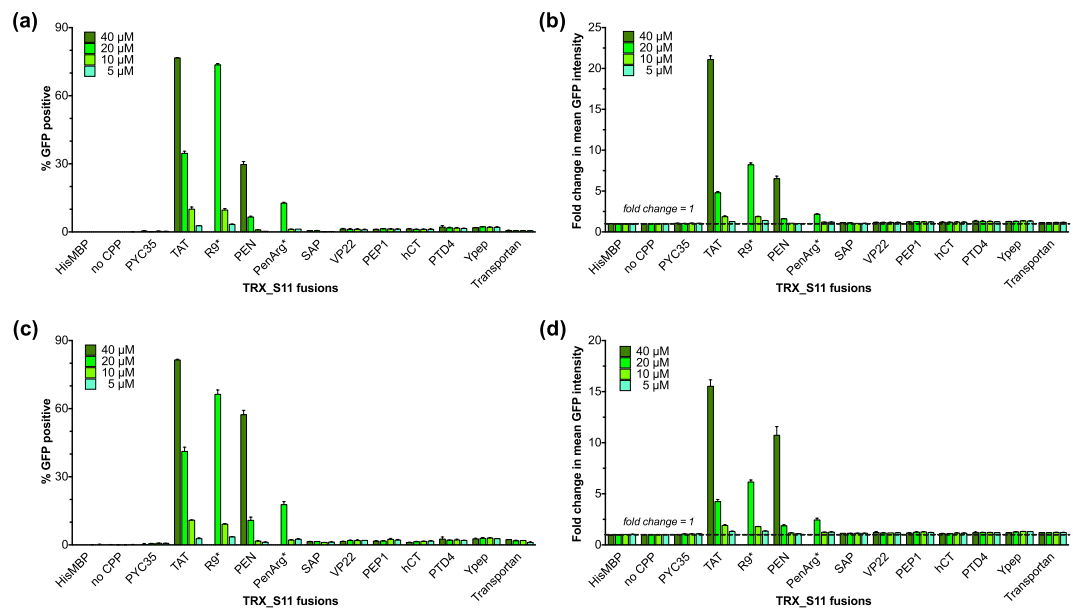 (a)
90
60
30
0
% GFP positive
40 µM
20 µM
10 µM
5 µM
HisMBP
no CPP
PYC35
TAT
R9*
PEN
PenArg*
SAP
VP22
PEP1
hCT
PTD4
Ypep
Transportan
TRX_S11 fusions
(b)
25
20
15
10
5
0
Fold change in mean GFP intensity
40 µM
20 µM
10 µM
5 µM
fold change = 1
HisMBP
no CPP
PYC35
TAT
R9*
PEN
PenArg*
SAP
VP22
PEP1
hCT
PTD4
Ypep
Transportan
TRX_S11 fusions
(c)
90
60
30
0
% GFP positive
40 µM
20 µM
10 µM
5 µM
HisMBP
no CPP
PYC35
TAT
R9*
PEN
PenArg*
SAP
VP22
PEP1
hCT
PTD4
Ypep
Transportan
TRX_S11 fusions
(d)
20
15
10
5
0
Fold change in mean GFP intensity
40 µM
20 µM
10 µM
5 µM
fold change = 1
HisMBP
no CPP
PYC35
TAT
R9*
PEN
PenArg*
SAP
VP22
PEP1
hCT
PTD4
Ypep
Transportan
TRX_S11 fusions